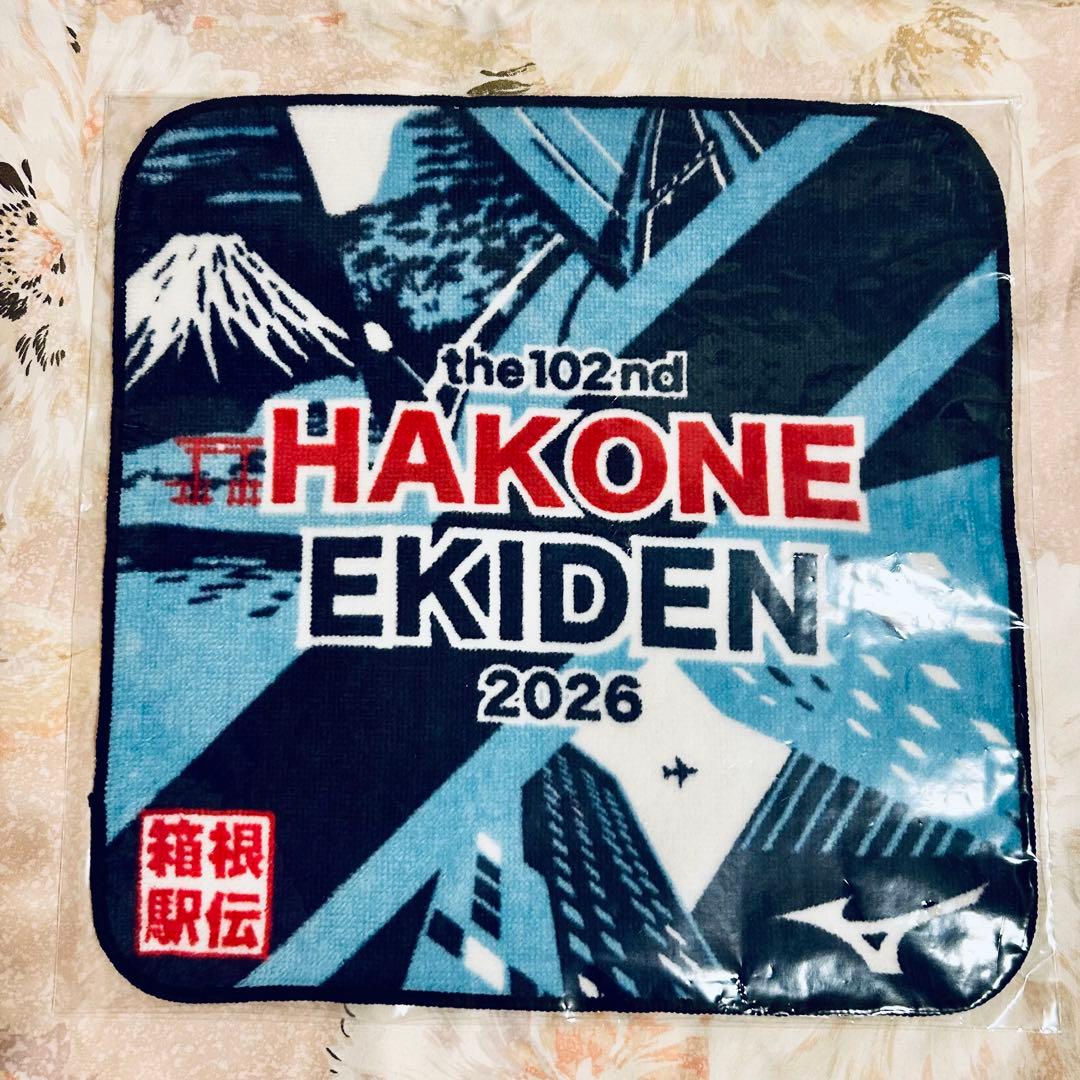 the 102nd
HAKONE
EKIDEN
2026
箱根
駅伝